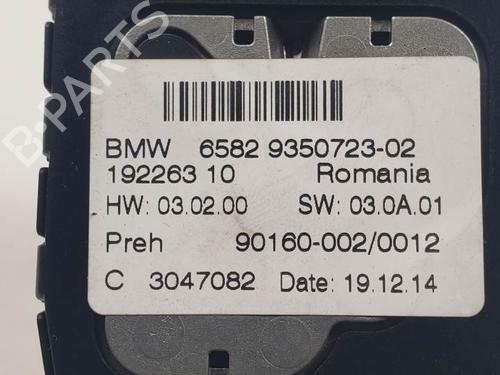 B-PARTS
BMW 6582 9350723-02
192263 10 Romania
HW: 03.02.00 SW: 03.0A.01
Preh 90160-002/0012
C 3047082 Date: 19.12.14